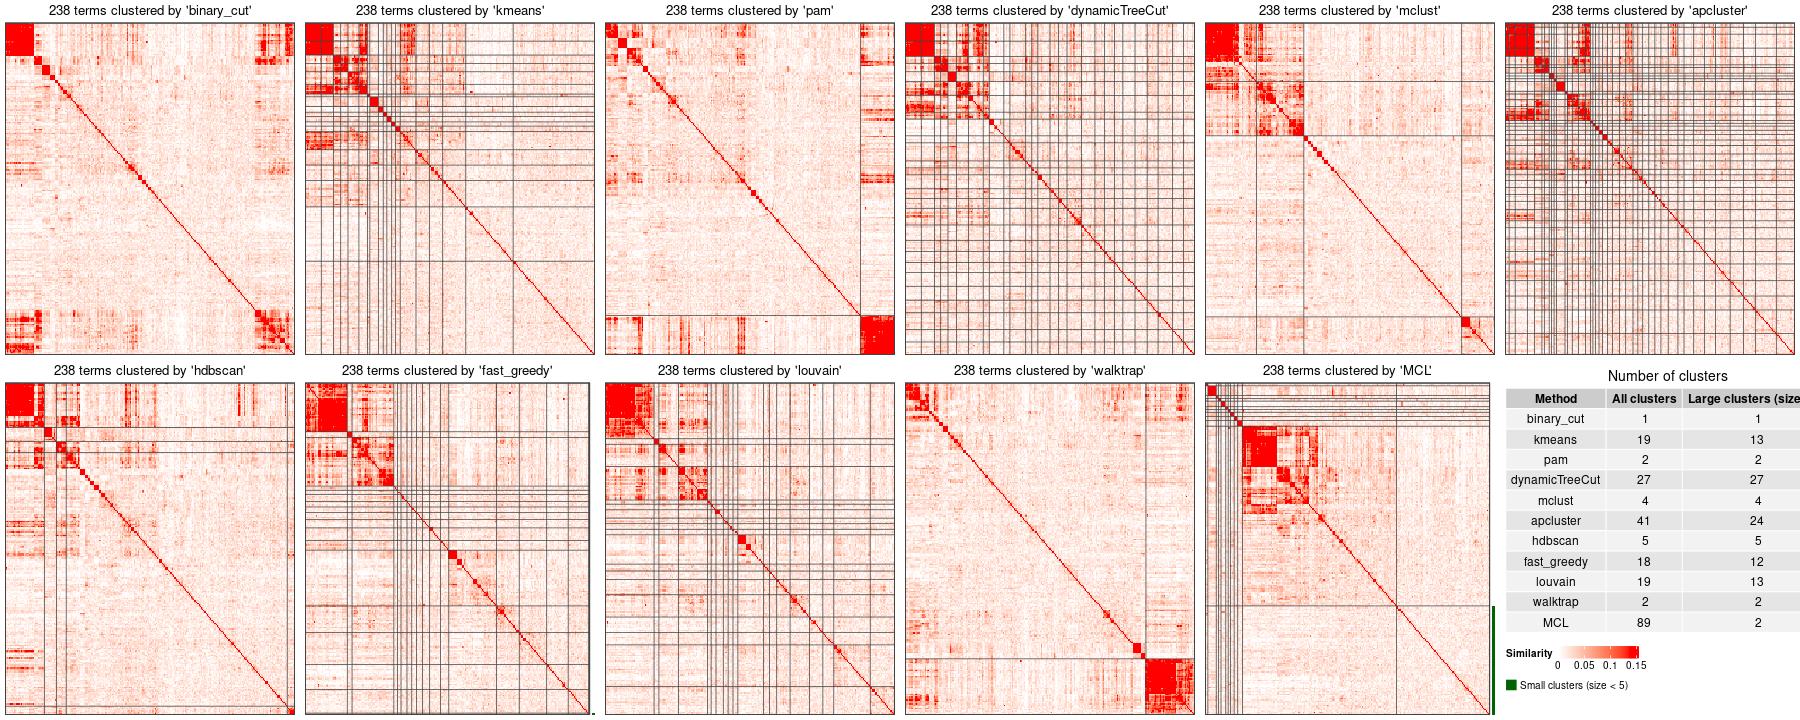 238 terms clustered by 'binary_cut'
238 terms clustered by 'kmeans'
238 terms clustered by 'pam'
238 terms clustered by 'dynamicTreeCut'
238 terms clustered by 'mclust'
238 terms clustered by 'apcluster'
238 terms clustered by 'hdbscan'
238 terms clustered by 'fast_greedy'
238 terms clustered by 'louvain'
238 terms clustered by 'walktrap'
238 terms clustered by 'MCL'
Number of clusters
Method All clusters Large clusters (size
binary_cut 1 1
kmeans 19 13
pam 2 2
dynamicTreeCut 27 27
mclust 4 4
apcluster 41 24
hdbscan 5 5
fast_greedy 18 12
louvain 19 13
walktrap 2 2
MCL 89 2
Similarity
0 0.05 0.1 0.15
Small clusters (size < 5)